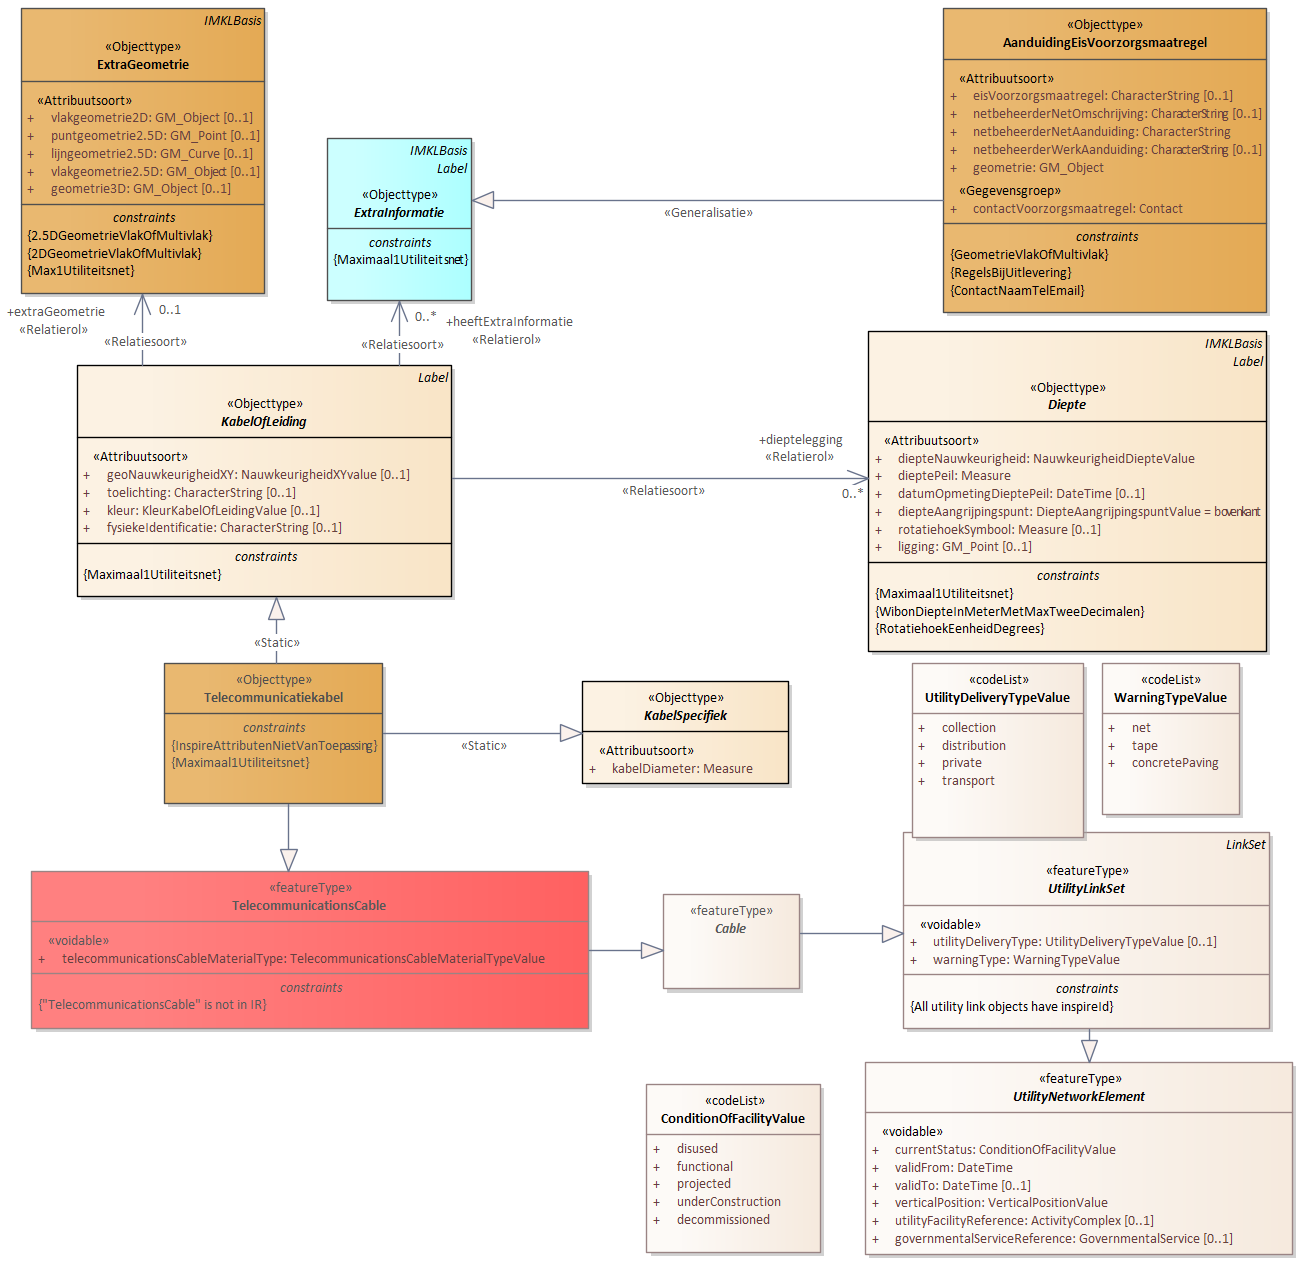 IMKLBasis
«Objecttype»
ExtraGeometrie
«Attribuutsoort»
+ vlakgeometrie2D: GM_Object [0..1]
+ puntgeometrie2.5D: GM_Point [0..1]
+ lijngeometrie2.5D: GM_Curve [0..1]
+ vlakgeometrie2.5D: GM_Object [0..1]
+ geometrie3D: GM_Object [0..1]
constraints
{2.5DGeometrieVlakOfMultivlak}
{2DGeometrieVlakOfMultivlak}
{Max1Utiliteitsnet}
IMKLBasis
Label
«Objecttype»
ExtraInformatie
constraints
{Maximaal1Utiliteitsnet}
«Generalisatie»
«Objecttype»
AanduidingEisVoorzorgsmaatregel
«Attribuutsoort»
+ eisVoorzorgsmaatregel: CharacterString [0..1]
+ netbeheerderNetOmschrijving: CharacterString [0..1]
+ netbeheerderNetAanduiding: CharacterString
+ netbeheerderWerkAanduiding: CharacterString [0..1]
+ geometrie: GM_Object
«Gegevensgroep»
+ contactVoorzorgsmaatregel: Contact
constraints
{GeometrieVlakOfMultivlak}
{RegelsBijUitlevering}
{ContactNaamTelEmail}
+extraGeometrie
«Relatierol»
0..1
«Relatiesoort»
0..*
+heeftExtraInformatie
«Relatierol»
«Relatiesoort»
Label
«Objecttype»
KabelOfLeiding
«Attribuutsoort»
+ geoNauwkeurigheidXY: NauwkeurigheidXYvalue [0..1]
+ toelichting: CharacterString [0..1]
+ kleur: KleurKabelOfLeidingValue [0..1]
+ fysiekeIdentificatie: CharacterString [0..1]
constraints
{Maximaal1Utiliteitsnet}
+dieptelegging
«Relatierol»
0..*
«Relatiesoort»
IMKLBasis
Label
«Objecttype»
Diepte
«Attribuutsoort»
+ diepteNauwkeurigheid: NauwkeurigheidDiepteValue
+ dieptePeil: Measure
+ datumOpmetingDieptePeil: DateTime [0..1]
+ diepteAangrijpingspunt: DiepteAangrijpingspuntValue = bovenkant
+ rotatiehoekSymbool: Measure [0..1]
+ ligging: GM_Point [0..1]
constraints
{Maximaal1Utiliteitsnet}
{WibonDiepteInMeterMetMaxTweeDecimalen}
{RotatiehoekEenheidDegrees}
«Static»
«Objecttype»
Telecommunicatiekabel
constraints
{InspireAttributenNietVanToepassing}
{Maximaal1Utiliteitsnet}
«Static»
«Objecttype»
KabelSpecifiek
«Attribuutsoort»
+ kabelDiameter: Measure
«codeList»
UtilityDeliveryTypeValue
+ collection
+ distribution
+ private
+ transport
«codeList»
WarningTypeValue
+ net
+ tape
+ concretePaving
«featureType»
TelecommunicationsCable
«voidable»
+ telecommunicationsCableMaterialType: TelecommunicationsCableMaterialTypeValue
constraints
{"TelecommunicationsCable" is not in IR}
«featureType»
Cable
LinkSet
«featureType»
UtilityLinkSet
«voidable»
+ utilityDeliveryType: UtilityDeliveryTypeValue [0..1]
+ warningType: WarningTypeValue
constraints
{All utility link objects have inspireId}
«codeList»
ConditionOfFacilityValue
+ disused
+ functional
+ projected
+ underConstruction
+ decommissioned
«featureType»
UtilityNetworkElement
«voidable»
+ currentStatus: ConditionOfFacilityValue
+ validFrom: DateTime
+ validTo: DateTime [0..1]
+ verticalPosition: VerticalPositionValue
+ utilityFacilityReference: ActivityComplex [0..1]
+ governmentalServiceReference: GovernmentalService [0..1]